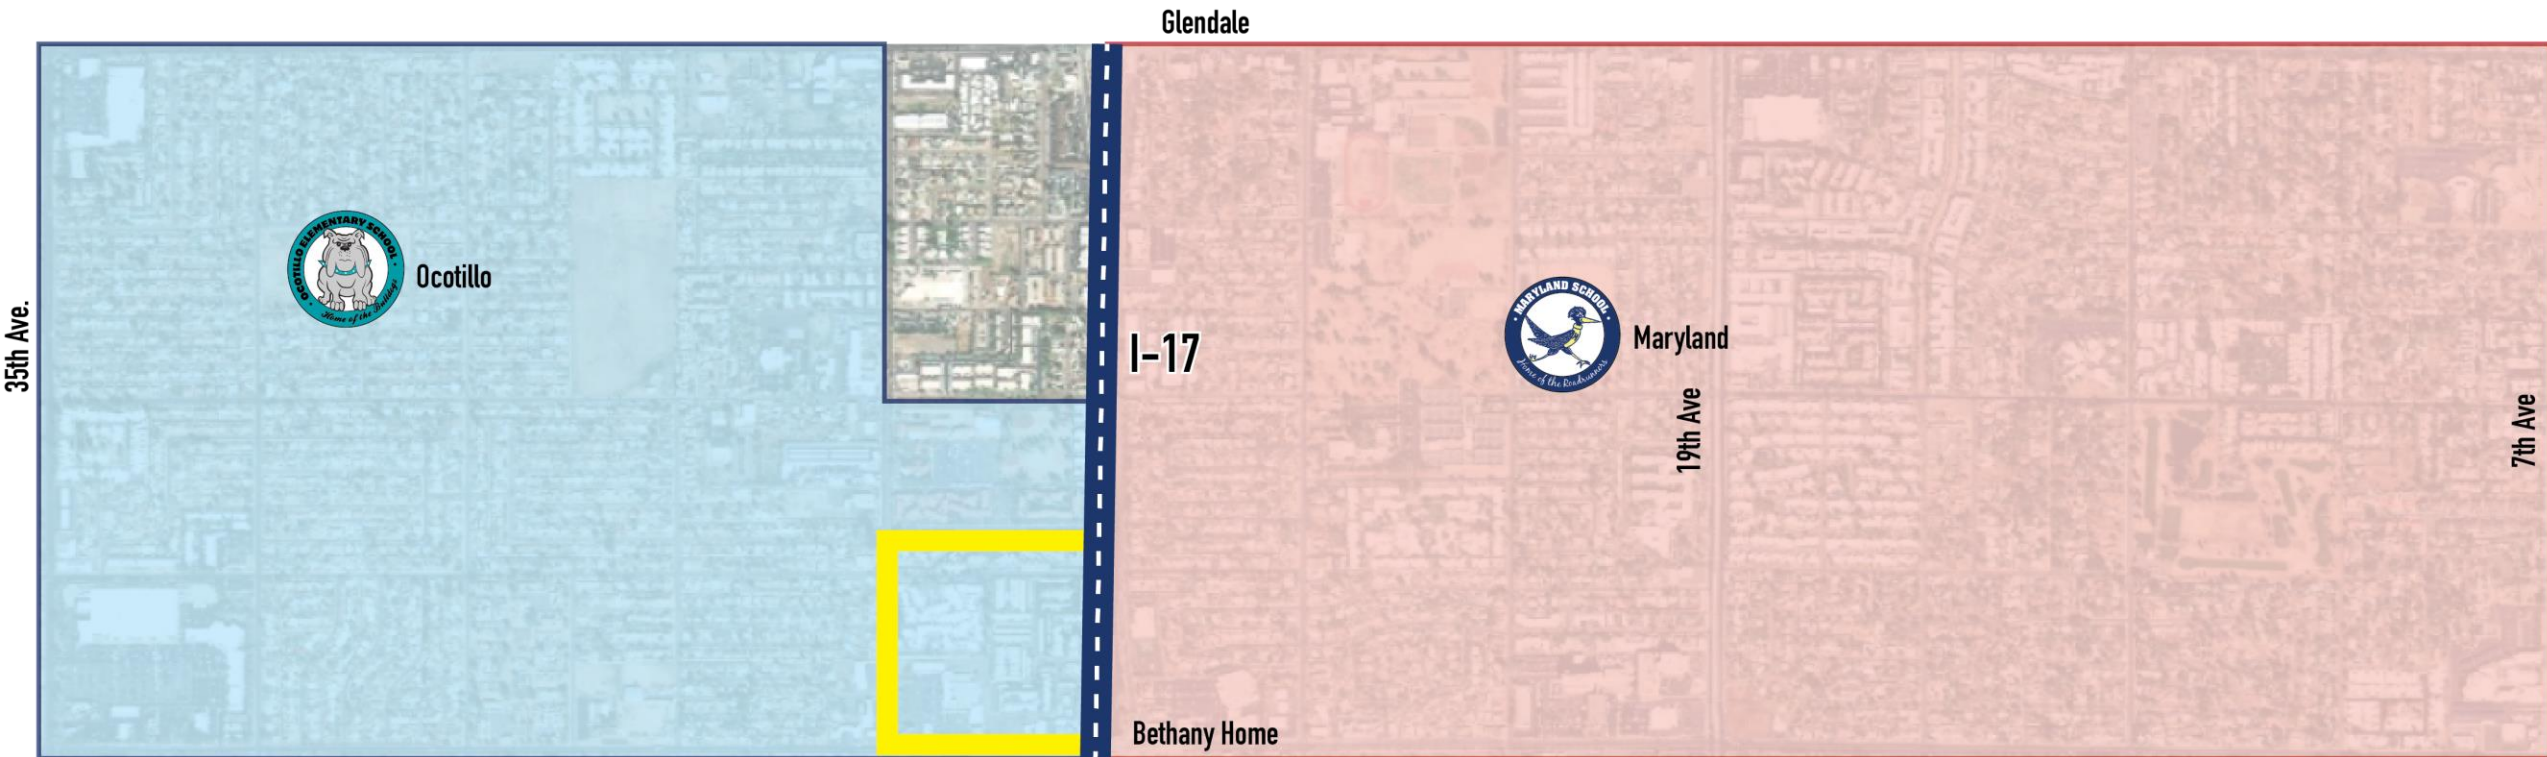 Glendale
OCOTILLO ELEMENTARY SCHOOL
Home of the Bulldogs
Ocotillo
35th Ave.
I-17
MARYLAND SCHOOL
Home of the Roadrunners
Maryland
19th Ave
7th Ave
Bethany Home